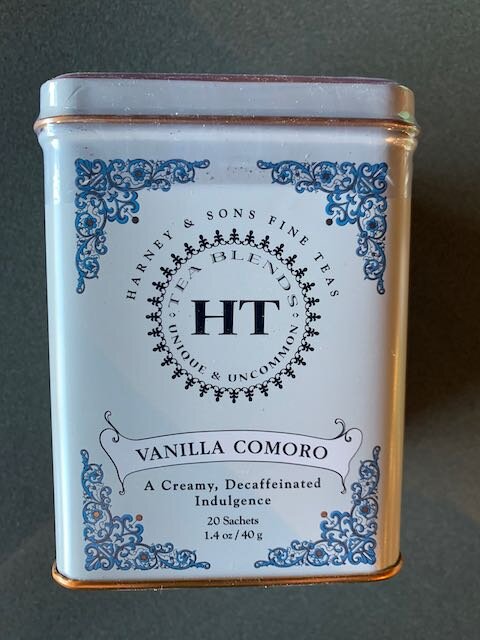 HARNEY & SONS FINE TEAS
TEA BLENDS
HT
UNIQUE & UNCOMMON
VANILLA COMORO
A Creamy, Decaffeinated
Indulgence
20 Sachets
1.4 oz / 40 g